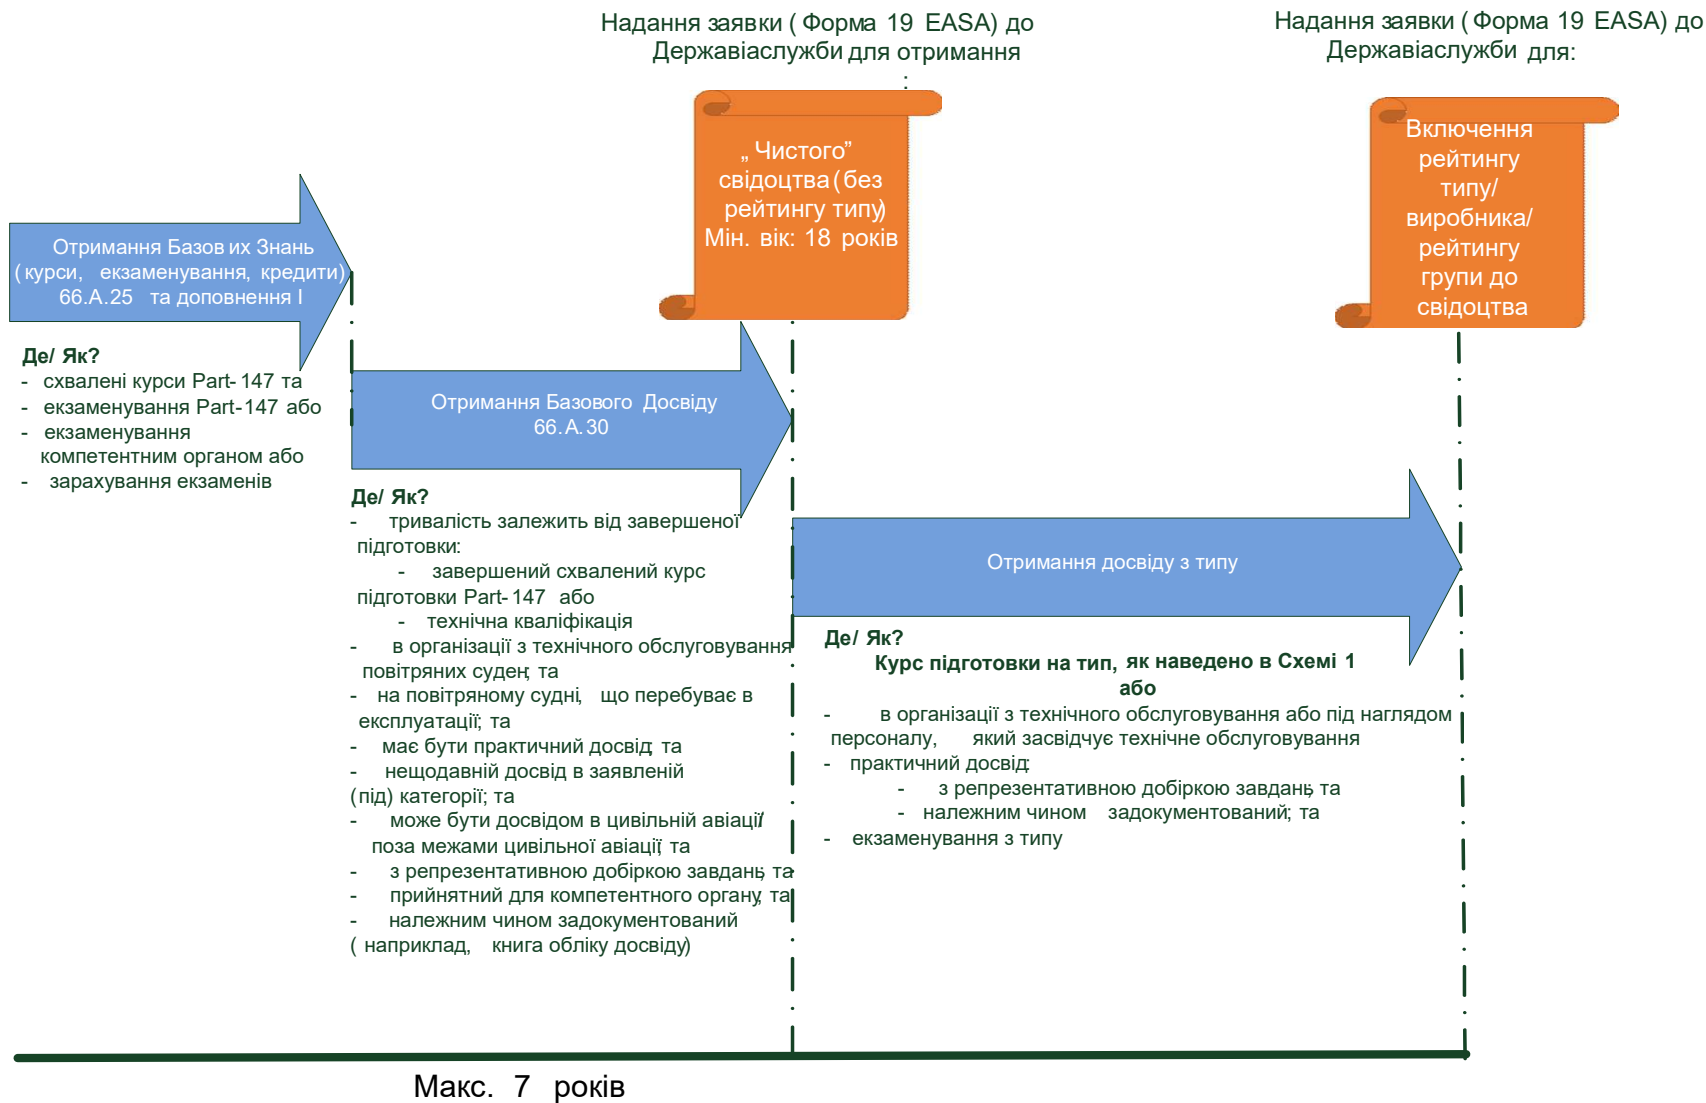 Надання заявки (Форма 19 EASA) до
Державіаслужби для отримання
Надання заявки (Форма 19 EASA) до
Державіаслужби для:
„Чистого”
свідоцтва (без
рейтингу типу)
Мін. вік: 18 років
Включення
рейтингу
типу/
виробника/
рейтингу
групи до
свідоцтва
Отримання Базових Знань
(курси, екзаменування, кредити)
66.A.25 та доповнення I
Де/ Як?
- схвалені курси Part-147 та
- екзаменування Part-147 або
- екзаменування
компетентним органом або
- зарахування екзаменів
Отримання Базового Досвіду
66.A.30
Де/ Як?
- тривалість залежить від завершеної
підготовки:
- завершений схвалений курс
підготовки Part-147 або
- технічна кваліфікація
- в організації з технічного обслуговування
повітряних суден; та
- на повітряному судні, що перебуває в
експлуатації; та
- має бути практичний досвід; та
- нещодавній досвід в заявленій
(під) категорії; та
- може бути досвідом в цивільній авіації/
поза межами цивільної авіації; та
- з репрезентативною добіркою завдань; та
- прийнятний для компетентного органу; та
- належним чином задокументований
(наприклад, книга обліку досвіду)
Отримання досвіду з типу
Де/ Як?
Курс підготовки на тип, як наведено в Схемі 1
або
- в організації з технічного обслуговування або під наглядом
персоналу, який засвідчує технічне обслуговування
- практичний досвід:
- з репрезентативною добіркою завдань; та
- належним чином задокументований; та
- екзаменування з типу
Макс. 7 років